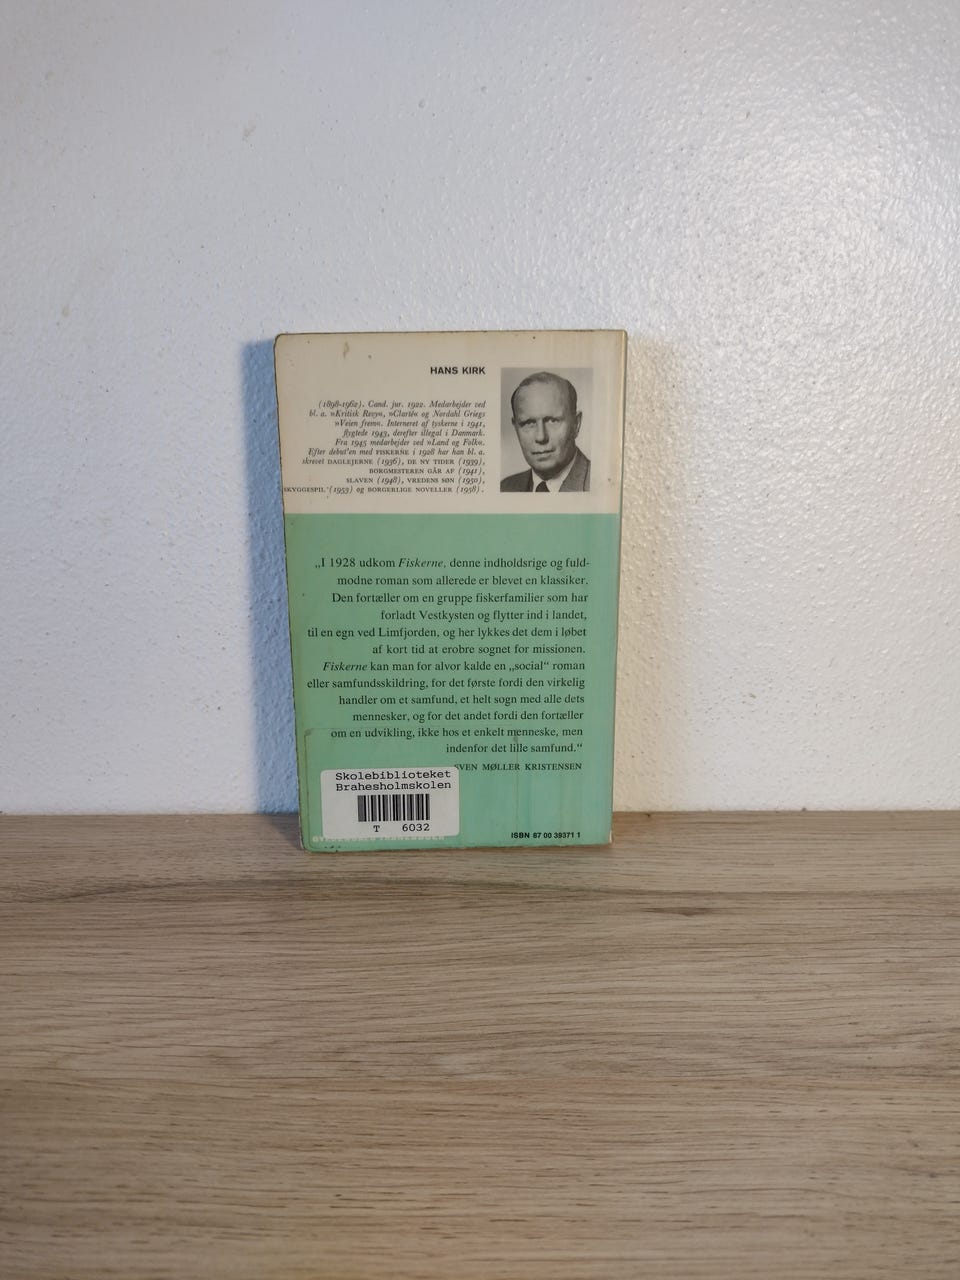 HANS KIRK
(1898-1962). Cand. jur. 1922. Medarbejder ved
bl. a. »Kritisk Revy«, »Clarté« og Nordahl Griegs
»Veien frem«. Interneret af tyskerne i 1941,
flygtede 1943, derefter illegal i Danmark.
Fra 1945 medarbejder ved »Land og Folk«.
Efter debut'en med FISKERNE i 1928 har han bl. a.
skrevet DAGLEJERNE (1936), DE NY TIDER (1939),
BORGMESTEREN GÅR AF (1941),
SLAVEN (1948), VREDENS SØN (1950),
SKYGGESPIL (1953) og BORGERLIGE NOVELLER (1958).
„I 1928 udkom Fiskerne, denne indholdsrige og fuld-
modne roman som allerede er blevet en klassiker.
Den fortæller om en gruppe fiskerfamilier som har
forladt Vestkysten og flytter ind i landet,
til en egn ved Limfjorden, og her lykkes det dem i løbet
af kort tid at erobre sognet for missionen.
Fiskerne kan man for alvor kalde en „social“ roman
eller samfundsskildring, for det første fordi den virkelig
handler om et samfund, et helt sogn med alle dets
mennesker, og for det andet fordi den fortæller
om en udvikling, ikke hos et enkelt menneske, men
indenfor det lille samfund.“
SVEN MØLLER KRISTENSEN
Skolebiblioteket
Brahesholmskolen
T 6032
ISBN 87 00 39371 1